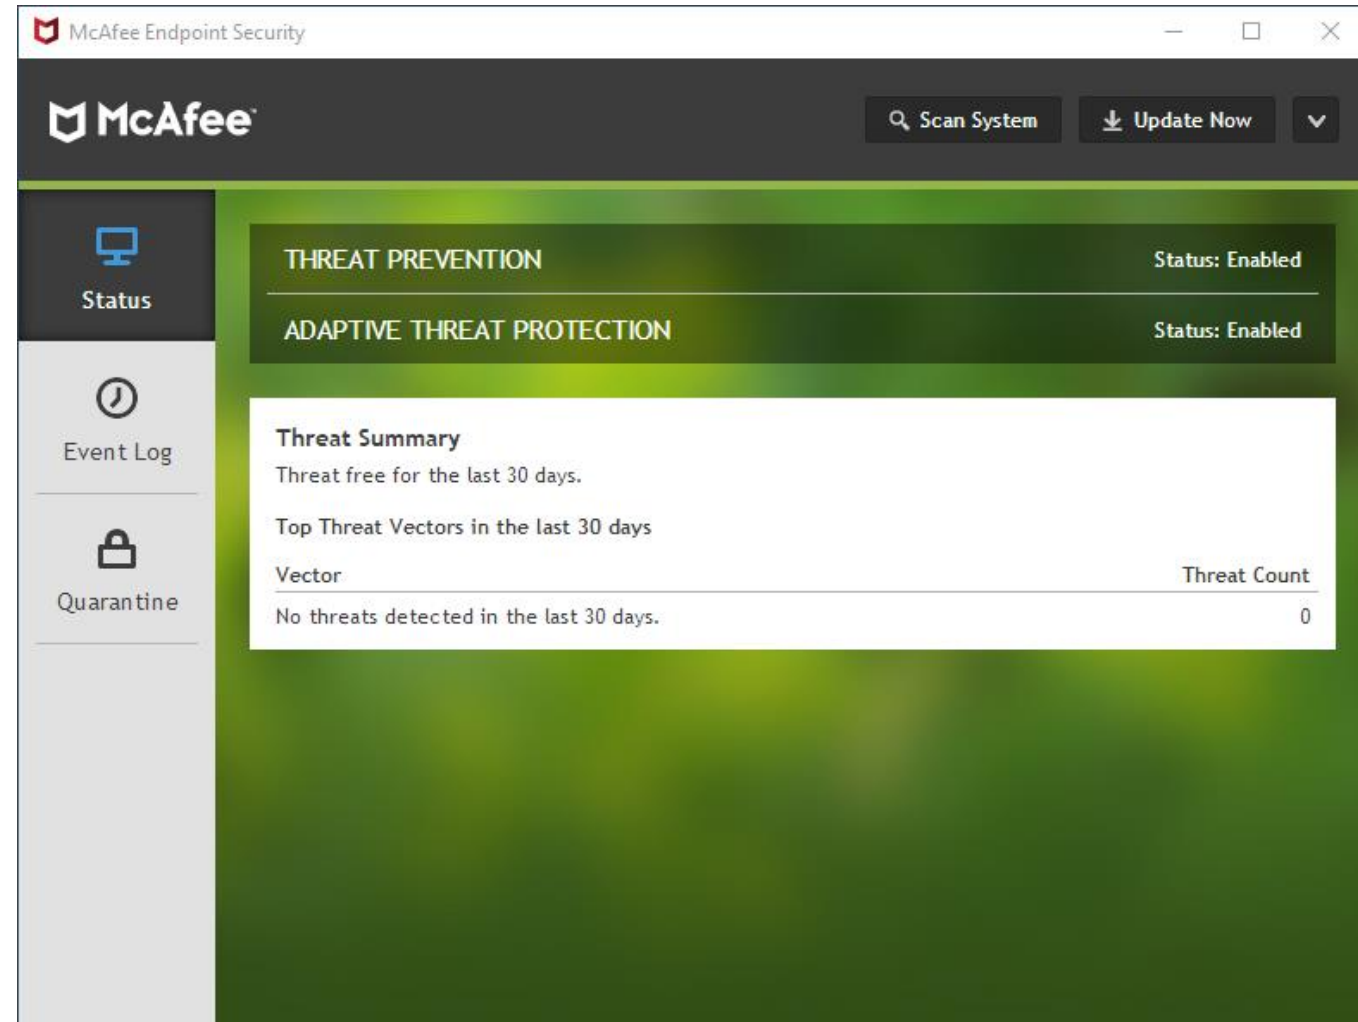 McAfee Endpoint Security
McAfee™
Scan System
Update Now
Status
Event Log
Quarantine
THREAT PREVENTION Status: Enabled
ADAPTIVE THREAT PROTECTION Status: Enabled
Threat Summary
Threat free for the last 30 days.
Top Threat Vectors in the last 30 days
Vector Threat Count
No threats detected in the last 30 days. 0